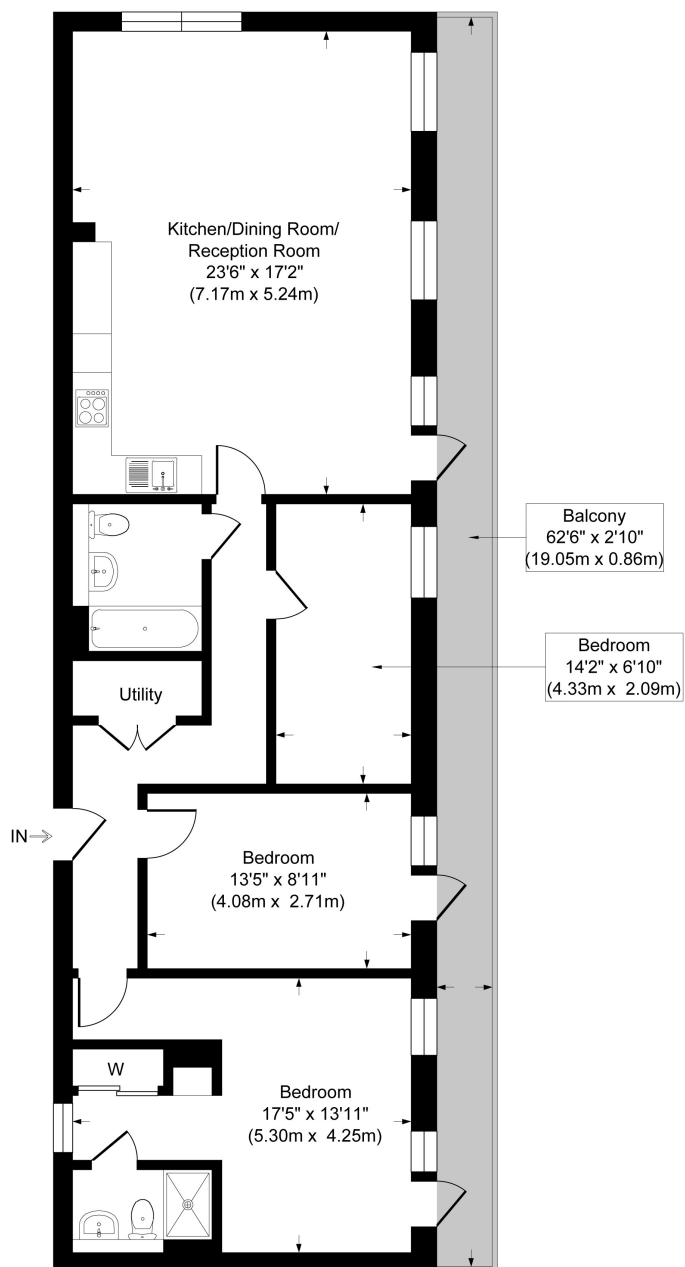 Kitchen/Dining Room/
Reception Room
23'6" x 17'2"
(7.17m x 5.24m)
Balcony
62'6" x 2'10"
(19.05m x 0.86m)
Bedroom
14'2" x 6'10"
(4.33m x 2.09m)
Utility
IN
Bedroom
13'5" x 8'11"
(4.08m x 2.71m)
W
Bedroom
17'5" x 13'11"
(5.30m x 4.25m)